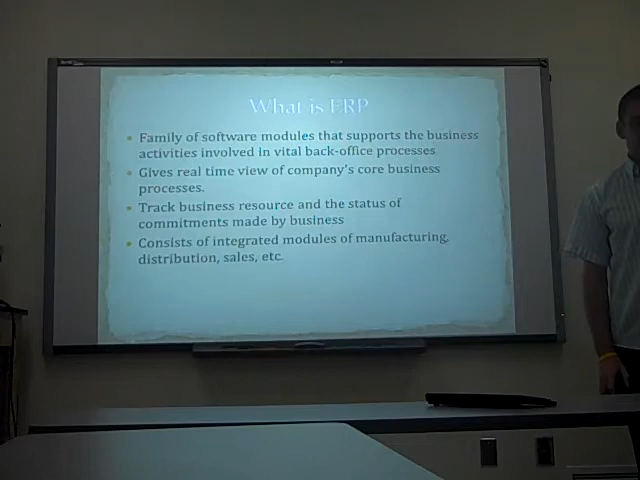 What is ERP
• Family of software modules that supports the business
activities involved in vital back-office processes
• Gives real time view of company's core business
processes.
• Track business resource and the status of
commitments made by business
• Consists of integrated modules of manufacturing,
distribution, sales, etc.